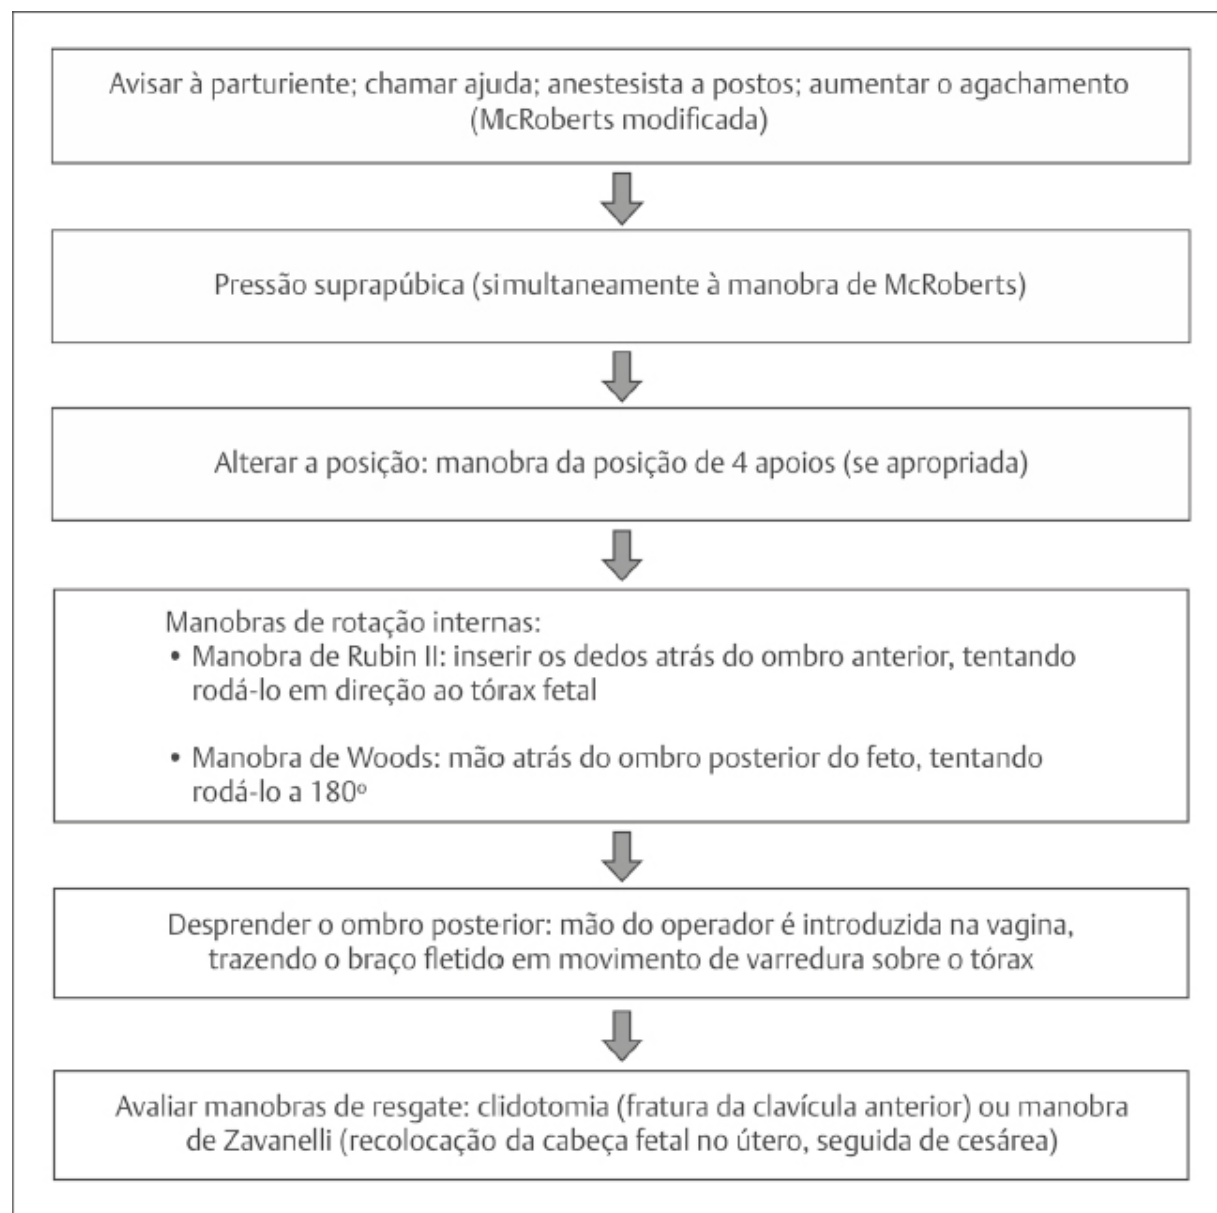 Avisar à parturiente; chamar ajuda; anestesista a postos; aumentar o agachamento
(McRoberts modificada)
Pressão suprapúbica (simultaneamente à manobra de McRoberts)
Alterar a posição: manobra da posição de 4 apoios (se apropriada)
Manobras de rotação internas:
• Manobra de Rubin II: inserir os dedos atrás do ombro anterior, tentando
rodá-lo em direção ao tórax fetal
• Manobra de Woods: mão atrás do ombro posterior do feto, tentando
rodá-lo a 180º
Desprender o ombro posterior: mão do operador é introduzida na vagina,
trazendo o braço fletido em movimento de varredura sobre o tórax
Avaliar manobras de resgate: clidotomia (fratura da clavícula anterior) ou manobra
de Zavanelli (recolocação da cabeça fetal no útero, seguida de cesárea)